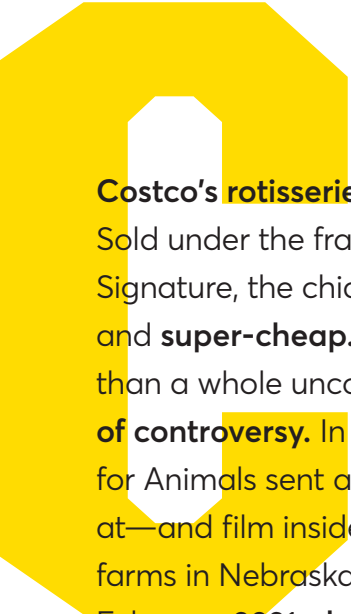 Costco's rotisserie
Sold under the fra
Signature, the chic
and super-cheap.
than a whole unco
of controversy. In
for Animals sent a
at—and film inside
farms in Nebraska